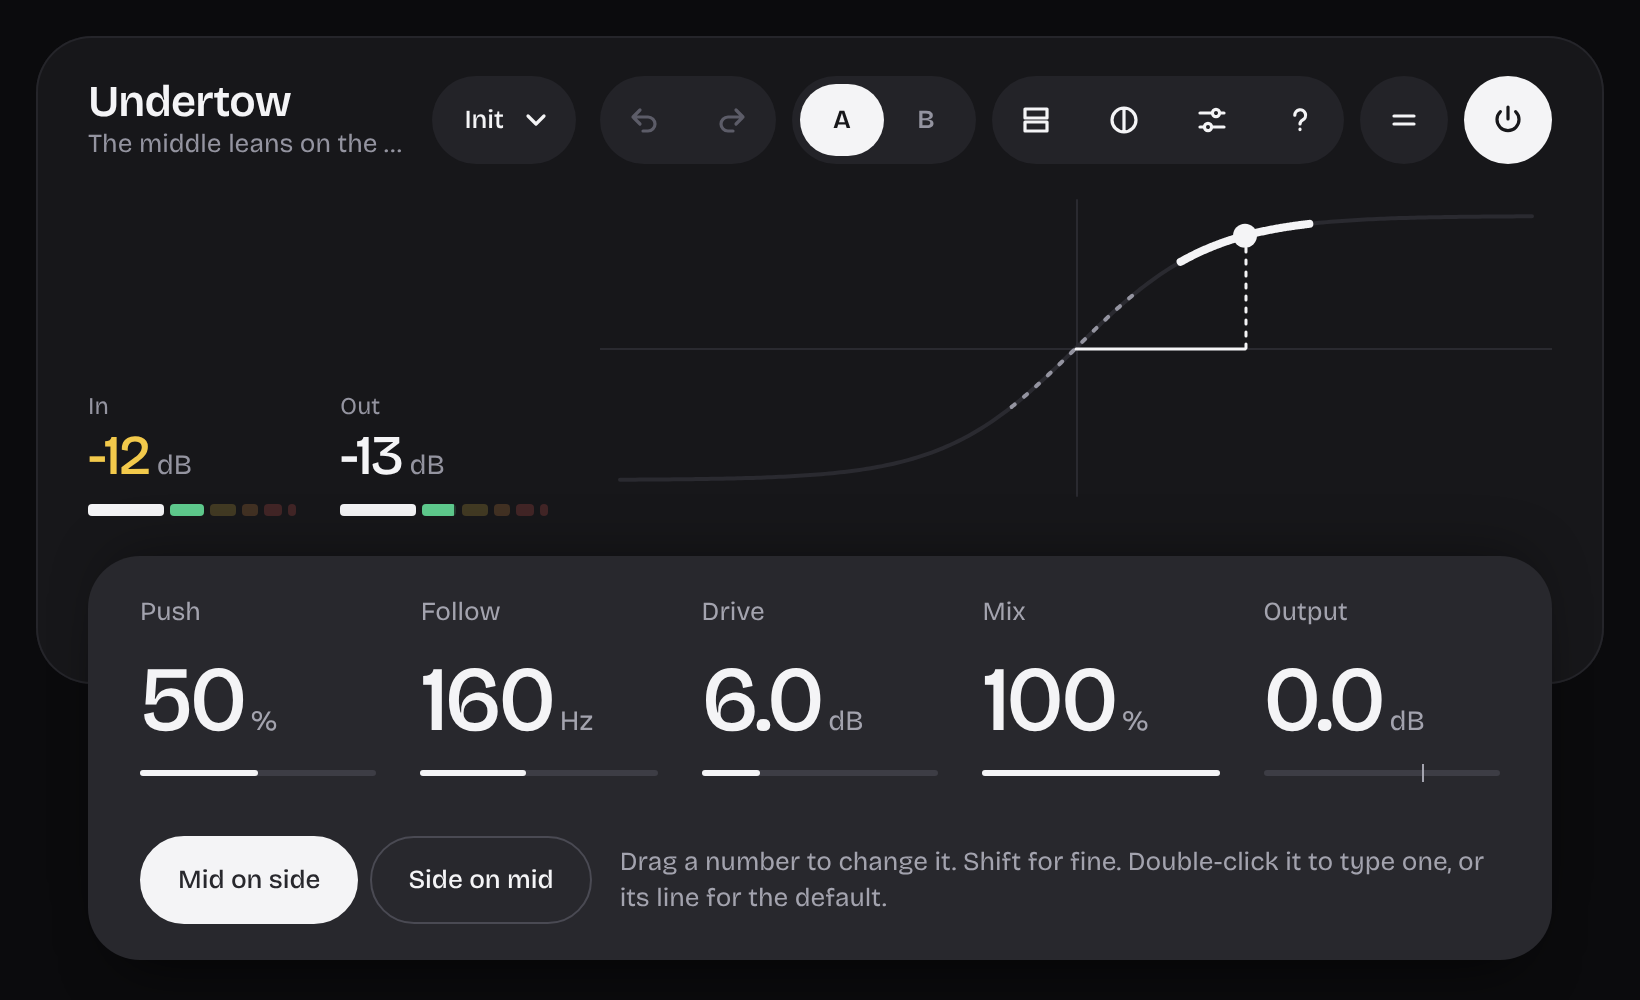 Undertow
The middle leans on the ...
Init
A
B
?
In
-12 dB
Out
-13 dB
Push
50 %
Follow
160 Hz
Drive
6.0 dB
Mix
100 %
Output
0.0 dB
Mid on side
Side on mid
Drag a number to change it. Shift for fine. Double-click it to type one, or
its line for the default.